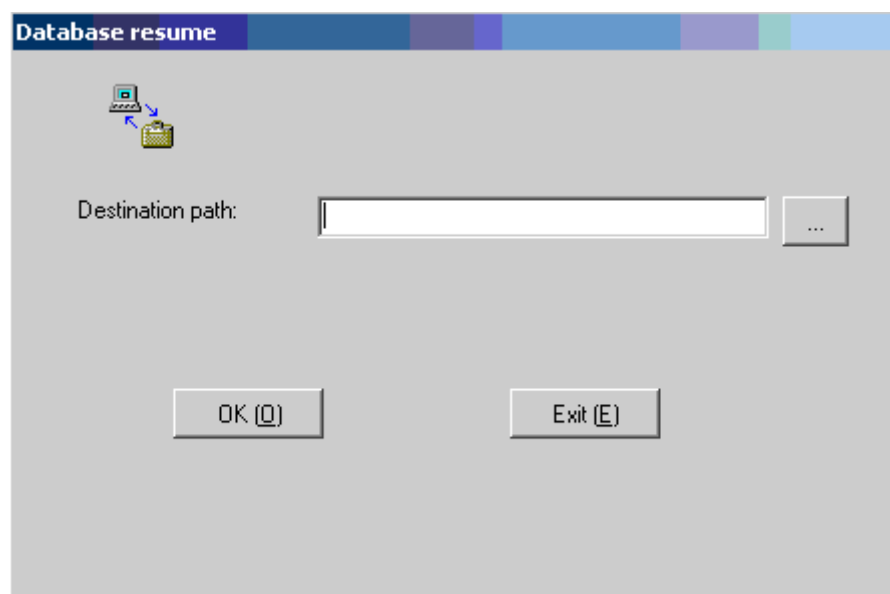 Database resume
Destination path:
...
OK (O)
Exit (E)